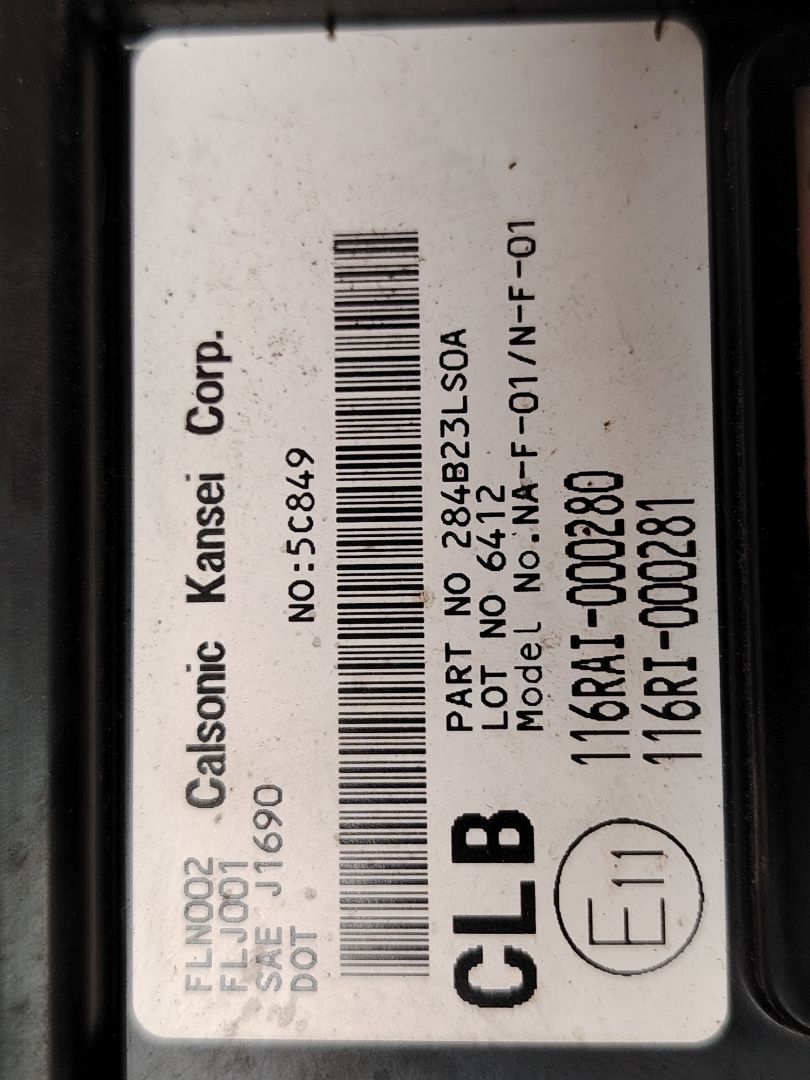 FLN002
FLJ001
SAE J1690
DOT
Calsonic Kansei Corp.
NO:5C849
CLB
PART NO 284B23LS0A
LOT NO 6412
Model No.NA-F-01/N-F-01
E11
116RAI-000280
116RI-000281